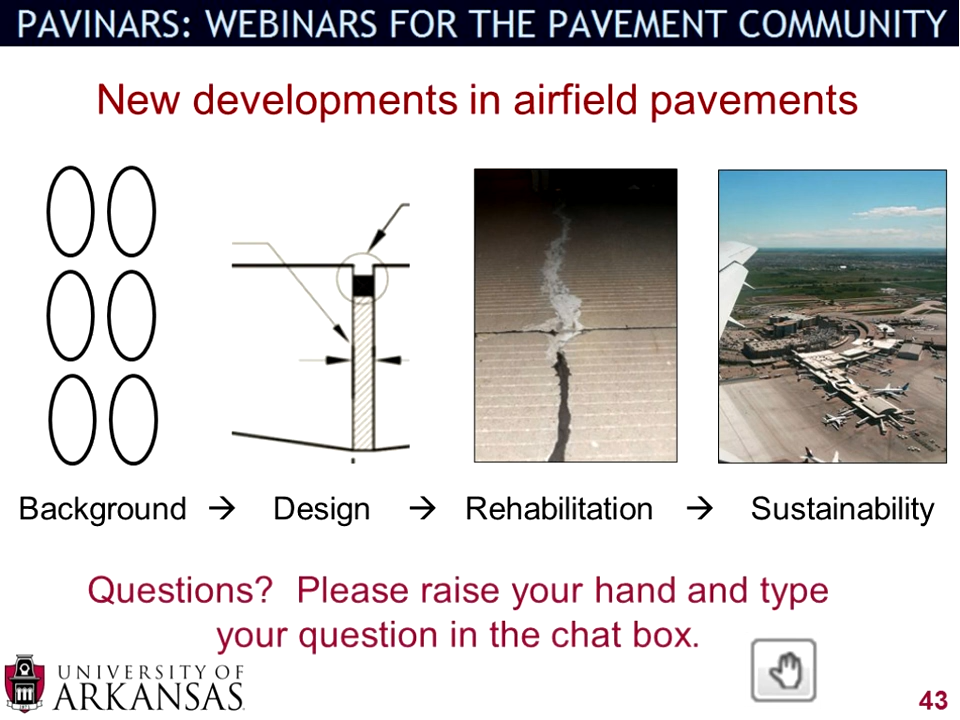 PAVINARS: WEBINARS FOR THE PAVEMENT COMMUNITY
New developments in airfield pavements
Background → Design → Rehabilitation → Sustainability
Questions? Please raise your hand and type
your question in the chat box.
UNIVERSITY OF
ARKANSAS
43